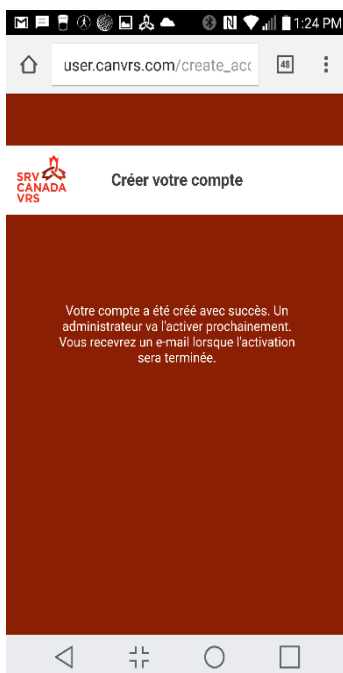 1:24 PM
user.canvrs.com/create_acc
48
SRV
CANADA
VRS
Créer votre compte
Votre compte a été créé avec succès. Un
administrateur va l'activer prochainement.
Vous recevrez un e-mail lorsque l'activation
sera terminée.